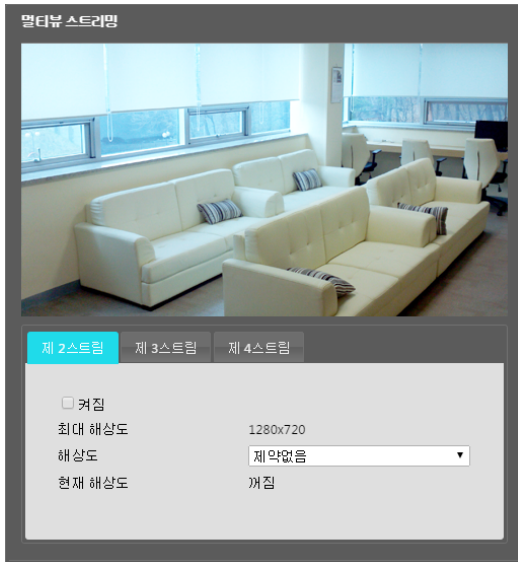 멀티뷰 스트리밍
제 2스트림 제 3스트림 제 4스트림
켜짐
최대 해상도 1280x720
해상도 제약없음
현재 해상도 꺼짐